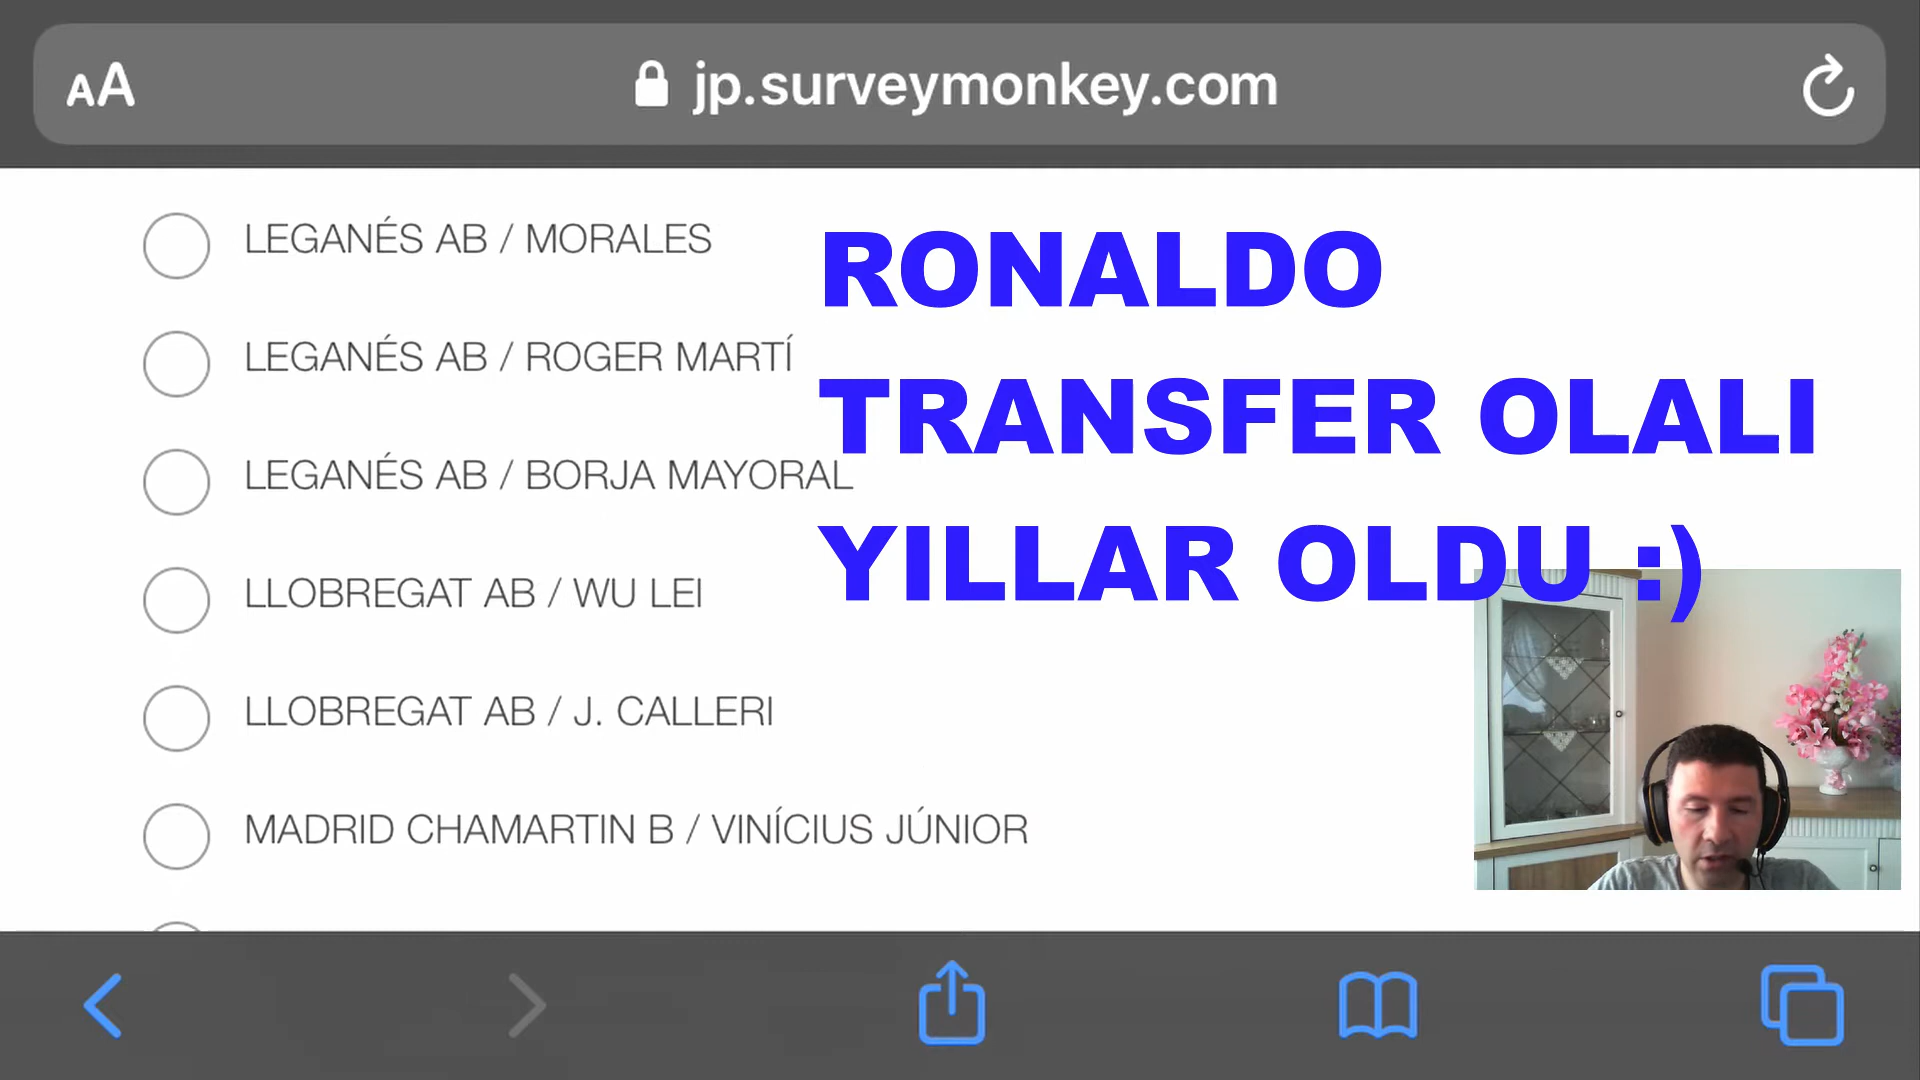 AA
jp.surveymonkey.com
LEGANÉS AB / MORALES
LEGANÉS AB / ROGER MARTÍ
LEGANÉS AB / BORJA MAYORAL
LLOBREGAT AB / WU LEI
LLOBREGAT AB / J. CALLERI
MADRID CHAMARTIN B / VINÍCIUS JÚNIOR
RONALDO
TRANSFER OLALI
YILLAR OLDU :)